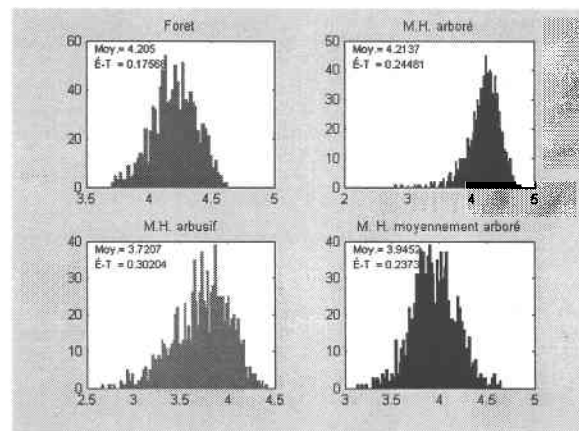 Foret
Moy.= 4.205
É-T = 0.17568
60
40
20
0
3.5 4 4.5 5
M.H. arboré
Moy.= 4.2137
É-T = 0.24481
50
40
30
20
10
0
2 3 4 5
M.H. arbusif
Moy.= 3.7207
É-T = 0.30204
40
30
20
10
0
2.5 3 3.5 4 4.5
M. H. moyennement arboré
Moy.= 3.9452
É-T = 0.2373
40
30
20
10
0
3 3.5 4 4.5 5